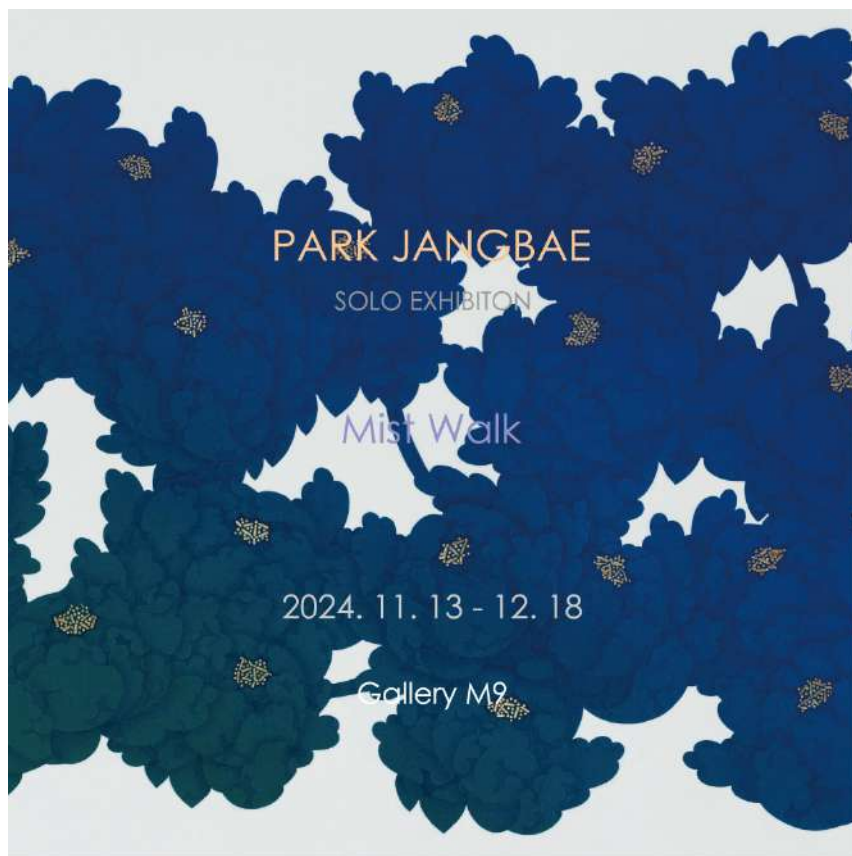 PARK JANGBAE
SOLO EXHIBITON
Mist Walk
2024. 11. 13 - 12. 18
Gallery M9